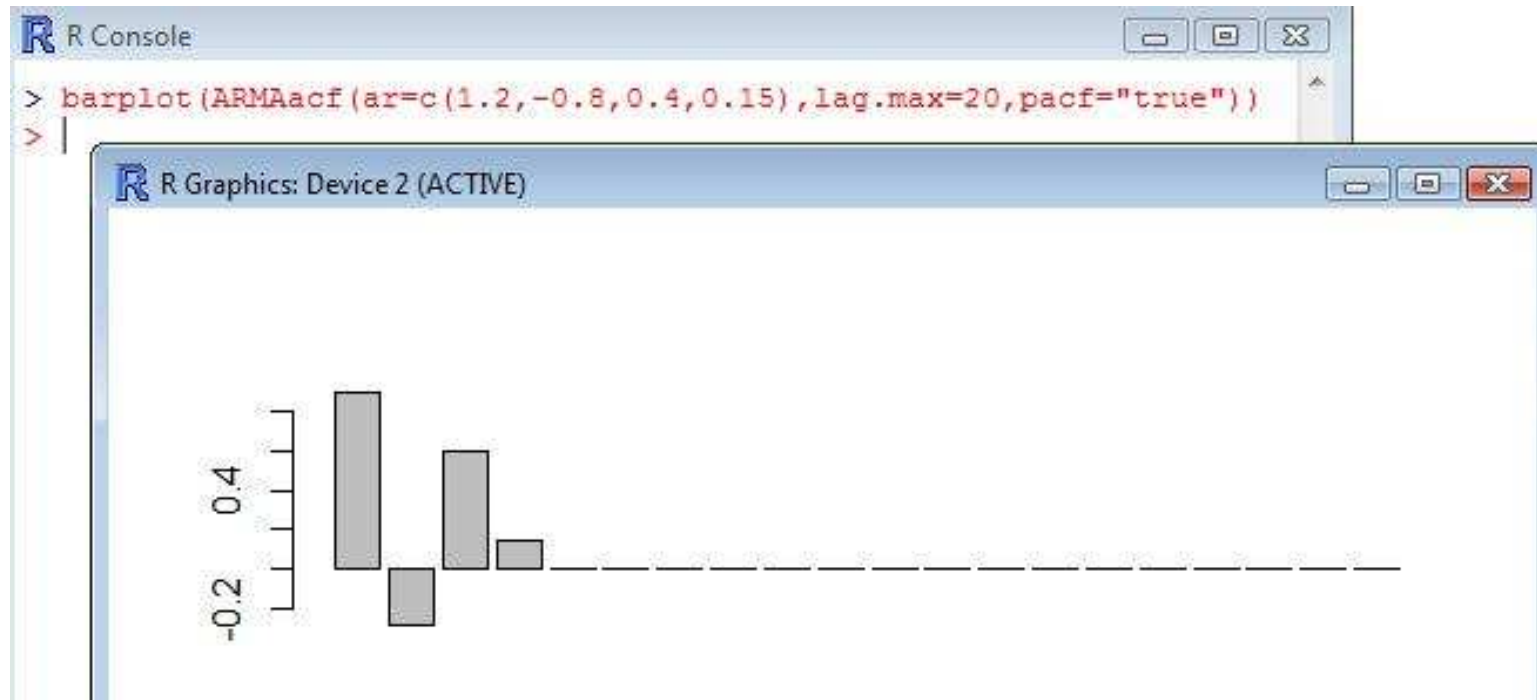 R Console
> barplot(ARMAacf(ar=c(1.2,-0.8,0.4,0.15),lag.max=20,pacf="true"))
>
R Graphics: Device 2 (ACTIVE)
0.4
-0.2